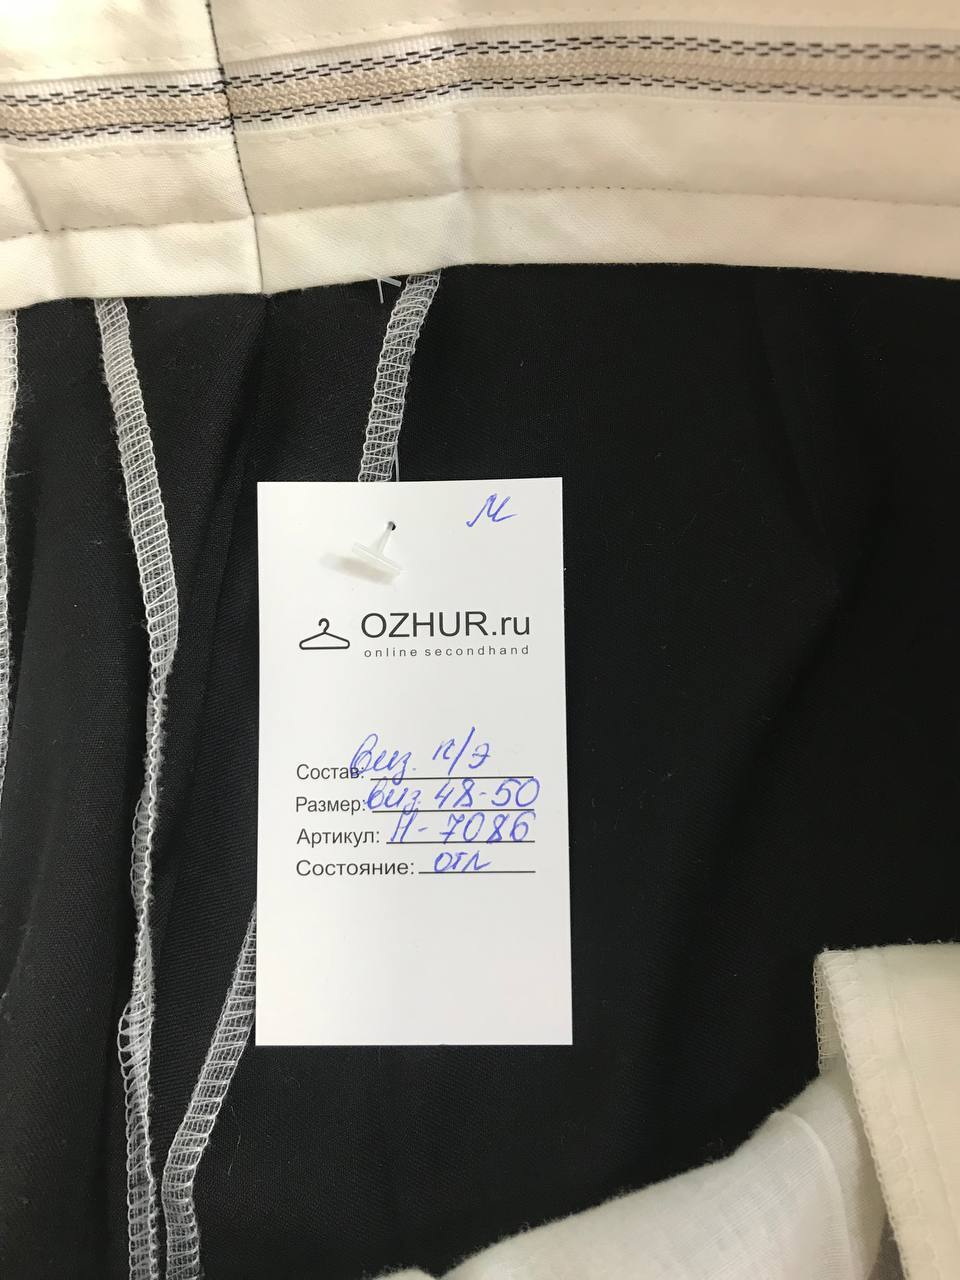 М
OZHUR.ru
online secondhand
Состав: виз. п/э
Размер: виз. 48-50
Артикул: Н-7086
Состояние: отл